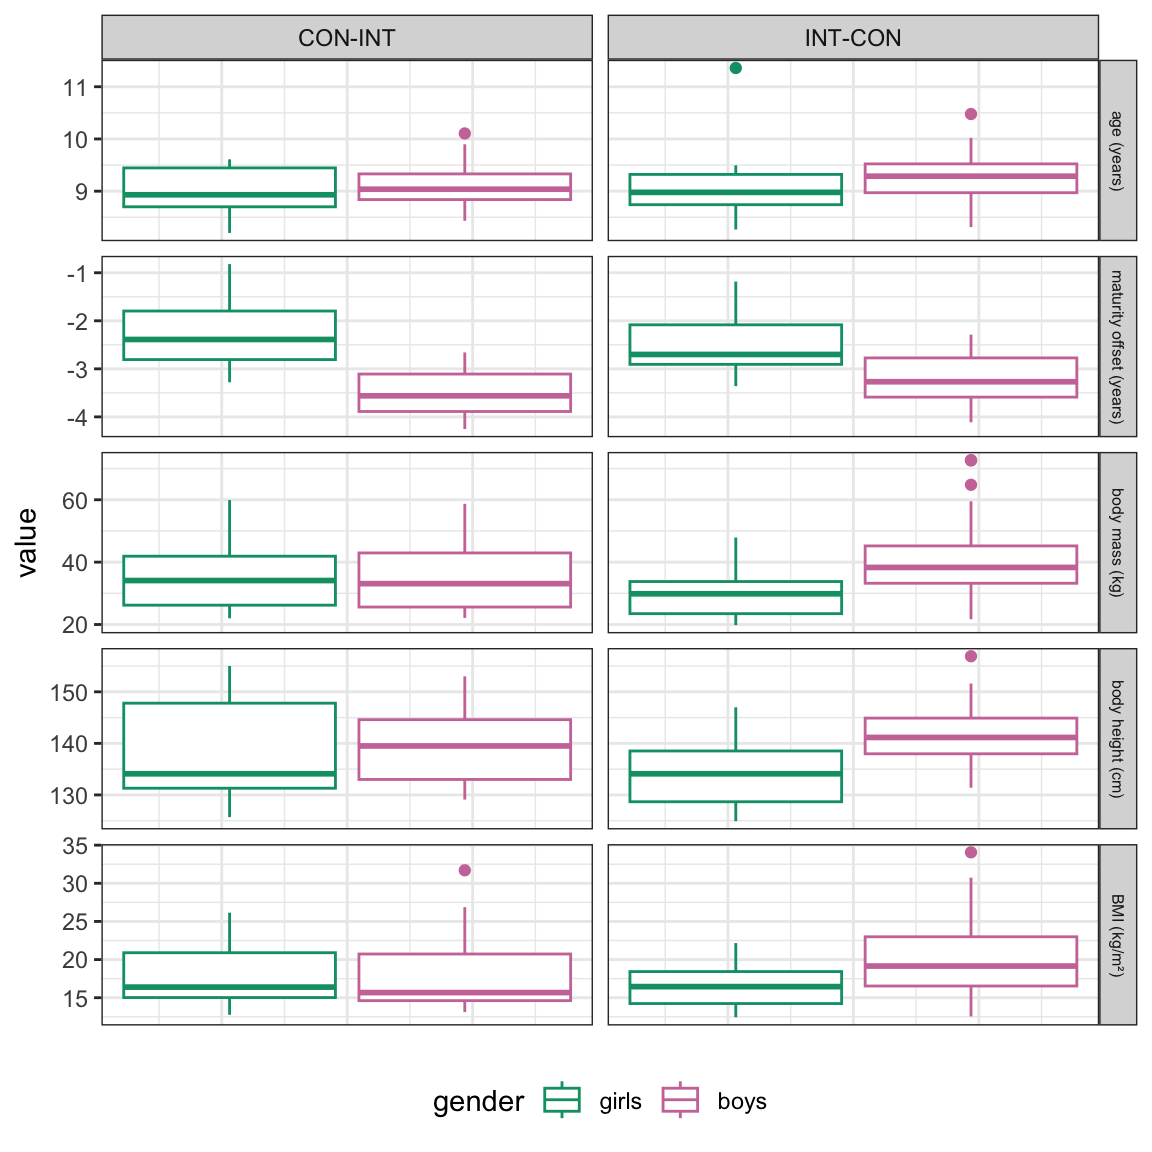 CON-INT
INT-CON
11
10
9
age (years)
-1
-2
-3
-4
maturity offset (years)
60
40
20
body mass (kg)
150
140
130
body height (cm)
35
30
25
20
15
BMI (kg/m²)
value
gender girls boys